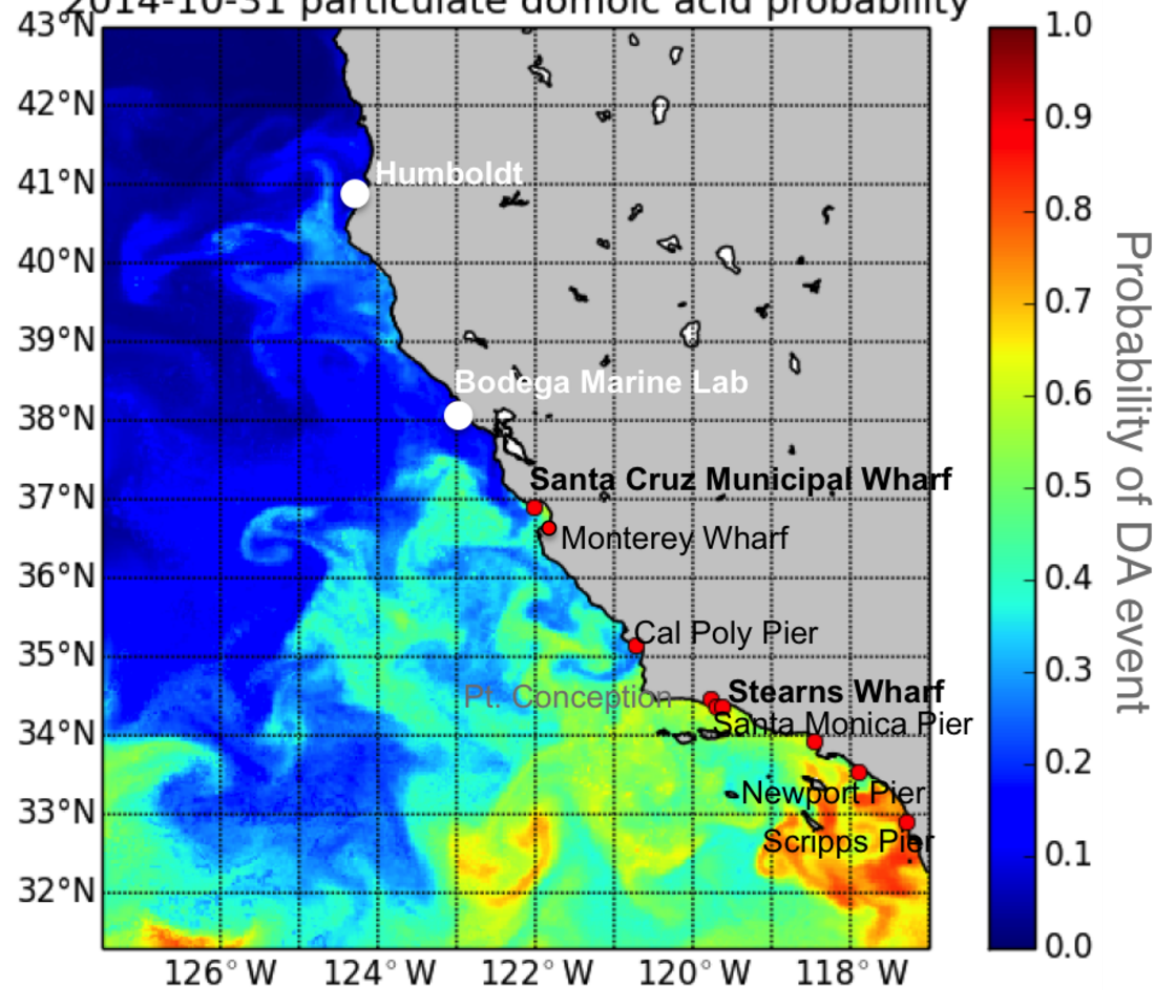 2014-10-31 particulate domoic acid probability
43°N
42°N
41°N
40°N
39°N
38°N
37°N
36°N
35°N
34°N
33°N
32°N
Humboldt
Bodega Marine Lab
Santa Cruz Municipal Wharf
Monterey Wharf
Cal Poly Pier
Pt. Conception
Stearns Wharf
Santa Monica Pier
Newport Pier
Scripps Pier
126°W 124°W 122°W 120°W 118°W
1.0
0.9
0.8
0.7
0.6
0.5
0.4
0.3
0.2
0.1
0.0
Probability of DA event